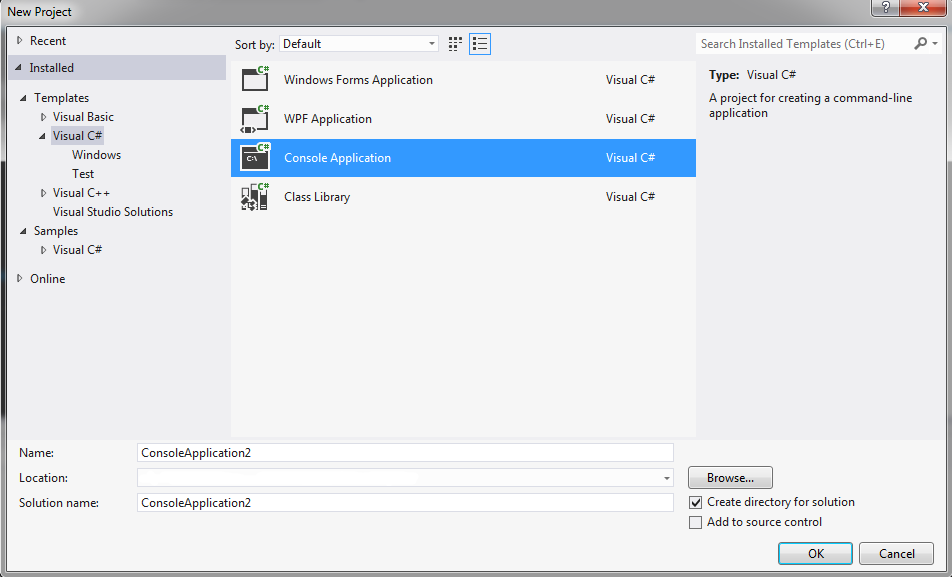 New Project
?
Recent
Installed
Templates
Visual Basic
Visual C#
Windows
Test
Visual C++
Visual Studio Solutions
Samples
Visual C#
Online
Sort by: Default
C# Windows Forms Application Visual C#
C# WPF Application Visual C#
C# C:\ Console Application Visual C#
C# Class Library Visual C#
Search Installed Templates (Ctrl+E)
Type: Visual C#
A project for creating a command-line
application
Name: ConsoleApplication2
Location:
Browse...
Solution name: ConsoleApplication2
Create directory for solution
Add to source control
OK Cancel